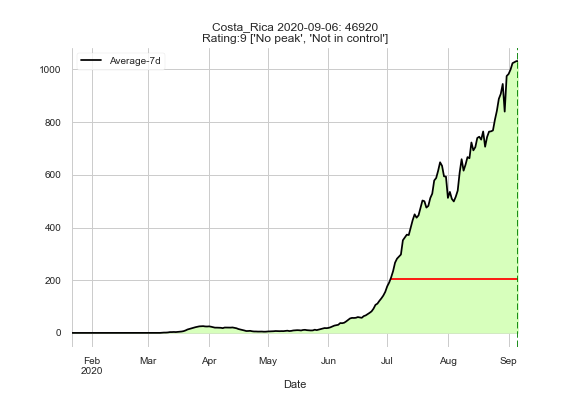 Costa_Rica 2020-09-06: 46920
Rating:9 ['No peak', 'Not in control']
Average-7d
1000
800
600
400
200
0
Feb
2020
Mar
Apr
May
Jun
Jul
Aug
Sep
Date